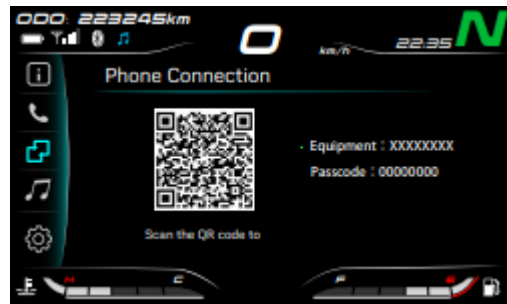 ODO: 223245km
0
km/h
22:35
N
Phone Connection
Equipment : XXXXXXXX
Passcode : 00000000
Scan the QR code to
H
C
F
E